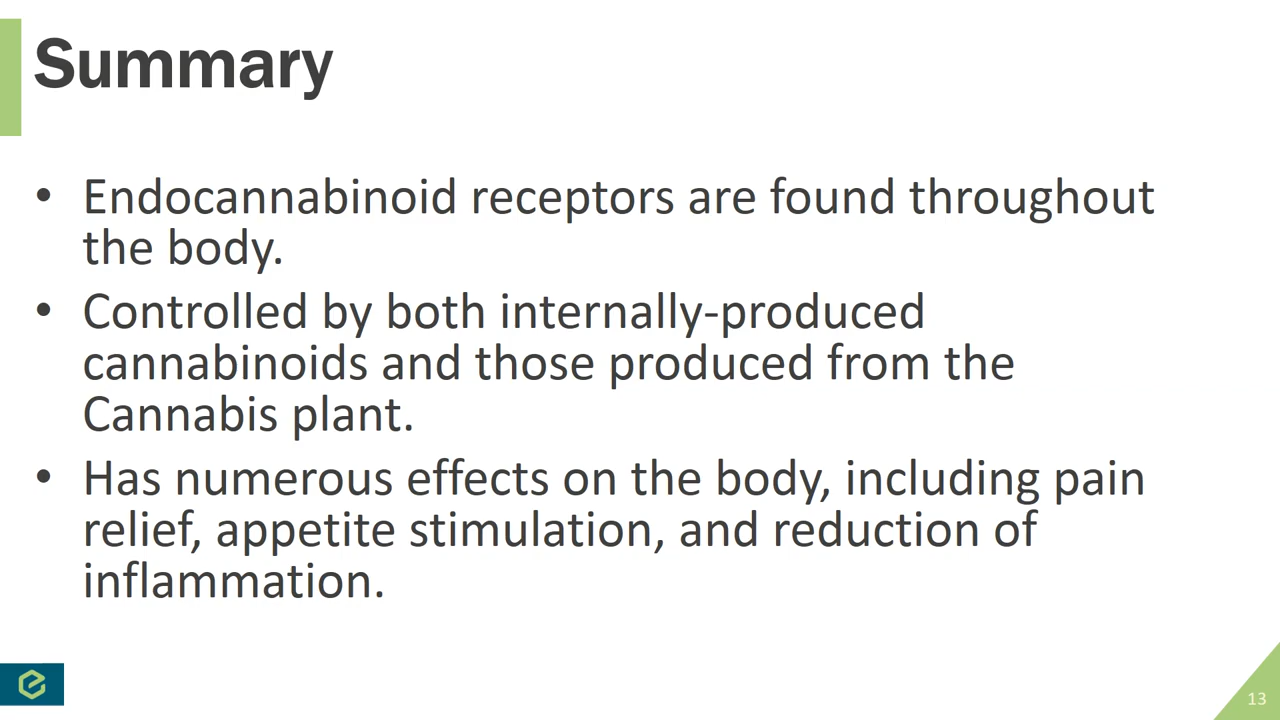 Summary
• Endocannabinoid receptors are found throughout
the body.
• Controlled by both internally-produced
cannabinoids and those produced from the
Cannabis plant.
• Has numerous effects on the body, including pain
relief, appetite stimulation, and reduction of
inflammation.
13